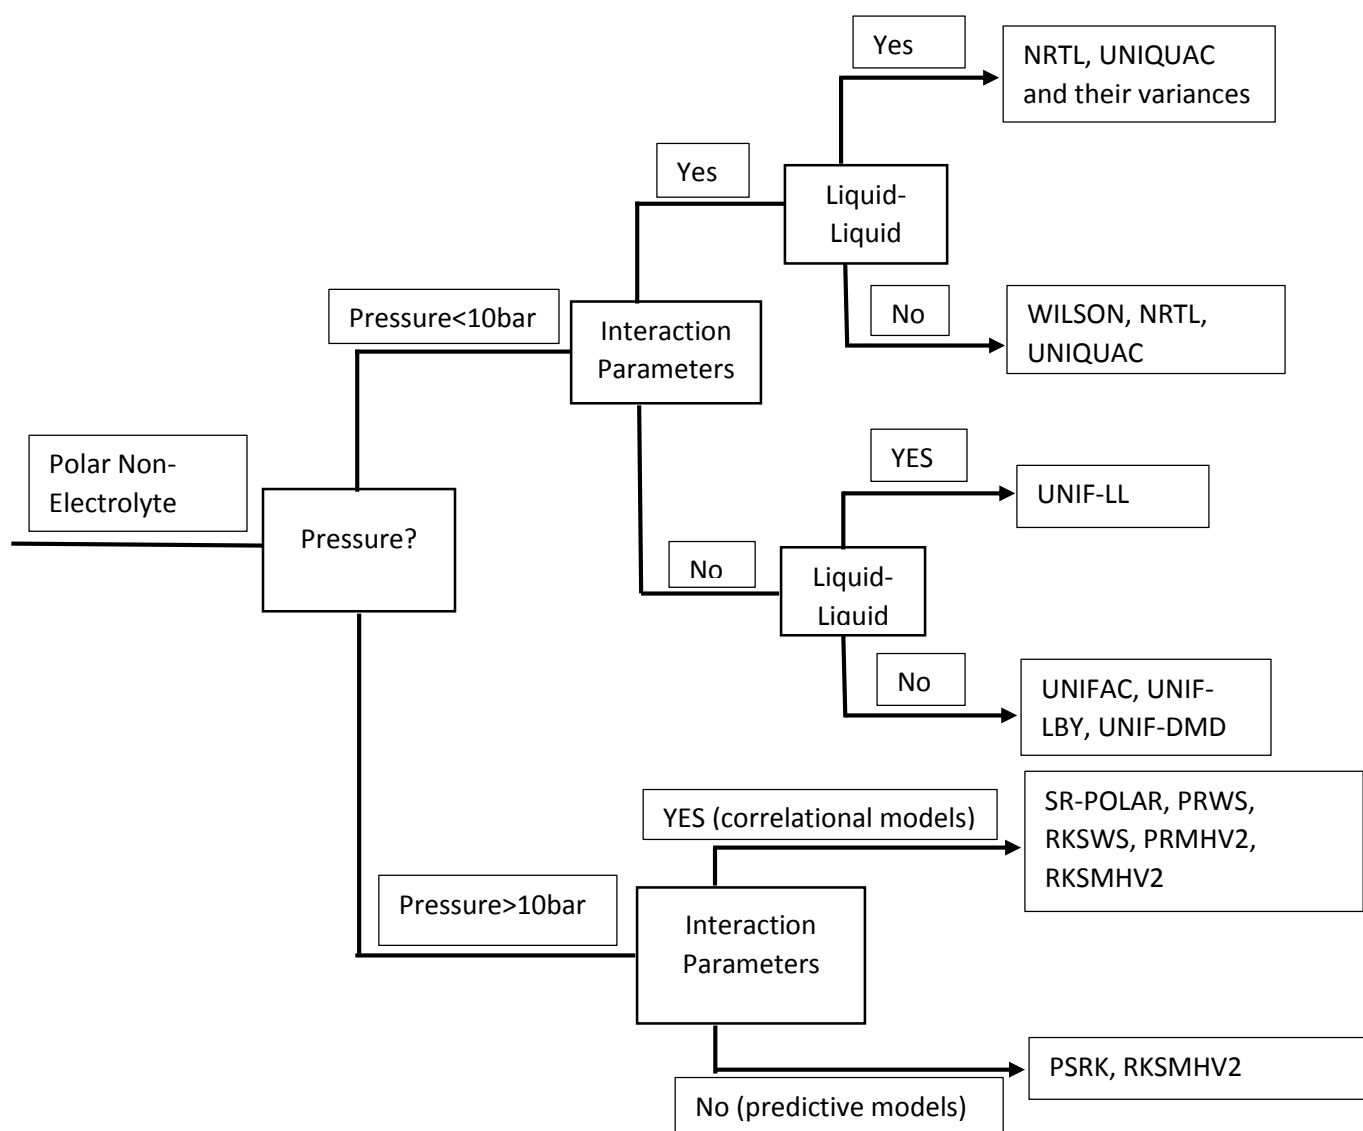 Yes
NRTL, UNIQUAC
and their variances
Yes
Liquid-
Liquid
No
WILSON, NRTL,
UNIQUAC
Pressure<10bar
Interaction
Parameters
Polar Non-
Electrolyte
Pressure?
YES
UNIF-LL
No
Liquid-
Liquid
No
UNIFAC, UNIF-
LBY, UNIF-DMD
YES (correlational models)
SR-POLAR, PRWS,
RKSWS, PRMHV2,
RKSMHV2
Pressure>10bar
Interaction
Parameters
PSRK, RKSMHV2
No (predictive models)